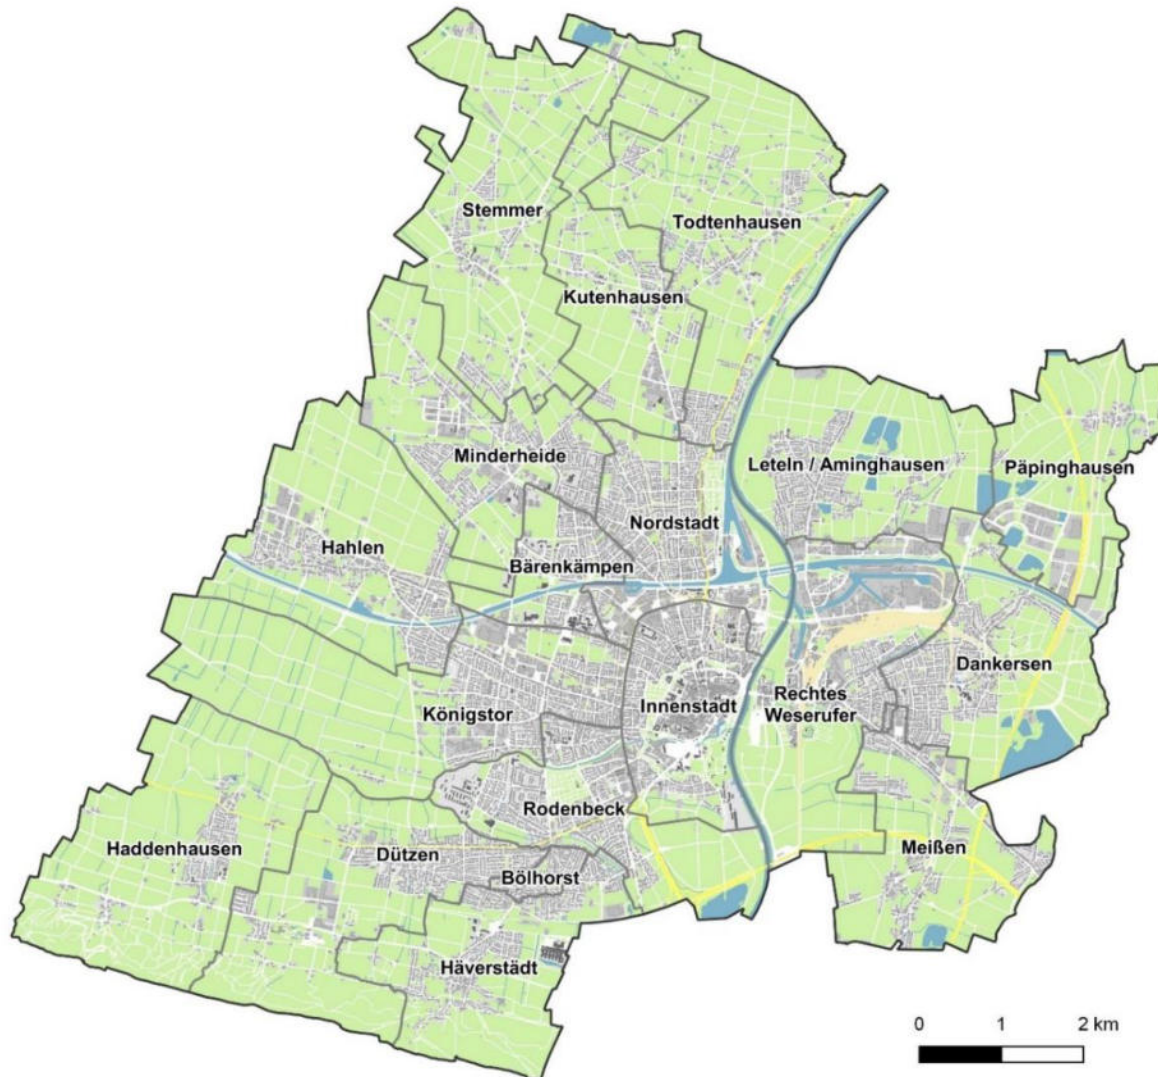 Stemmer
Todtenhausen
Kutenhausen
Minderheide
Leteln / Aminghausen
Päpinghausen
Nordstadt
Hahlen
Bärenkämpen
Dankersen
Rechtes
Weserufer
Innenstadt
Königstor
Rodenbeck
Haddenhausen
Dützen
Meißen
Bölhorst
Häverstädt
0 1 2 km